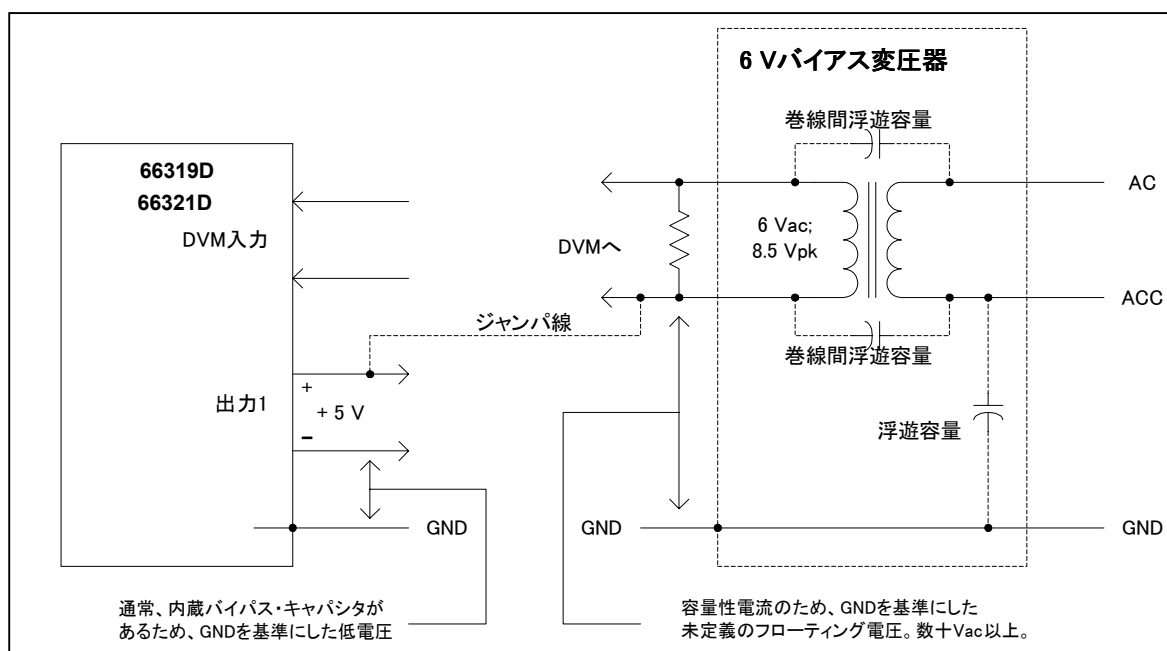 6 Vバイアス変圧器
巻線間浮遊容量
66319D
66321D
DVM入力
DVMへ
6 Vac;
8.5 Vpk
AC
ACC
ジャンパ線
巻線間浮遊容量
出力1
+
+ 5 V
−
浮遊容量
GND
GND
GND
通常、内蔵バイパス・キャパシタが
あるため、GNDを基準にした低電圧
容量性電流のため、GNDを基準にした
未定義のフローティング電圧。数十Vac以上。